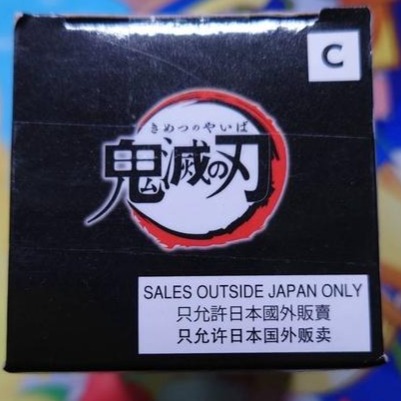 C
きめつのやいば
鬼滅の刃
SALES OUTSIDE JAPAN ONLY
只允許日本國外販賣
只允许日本国外贩卖